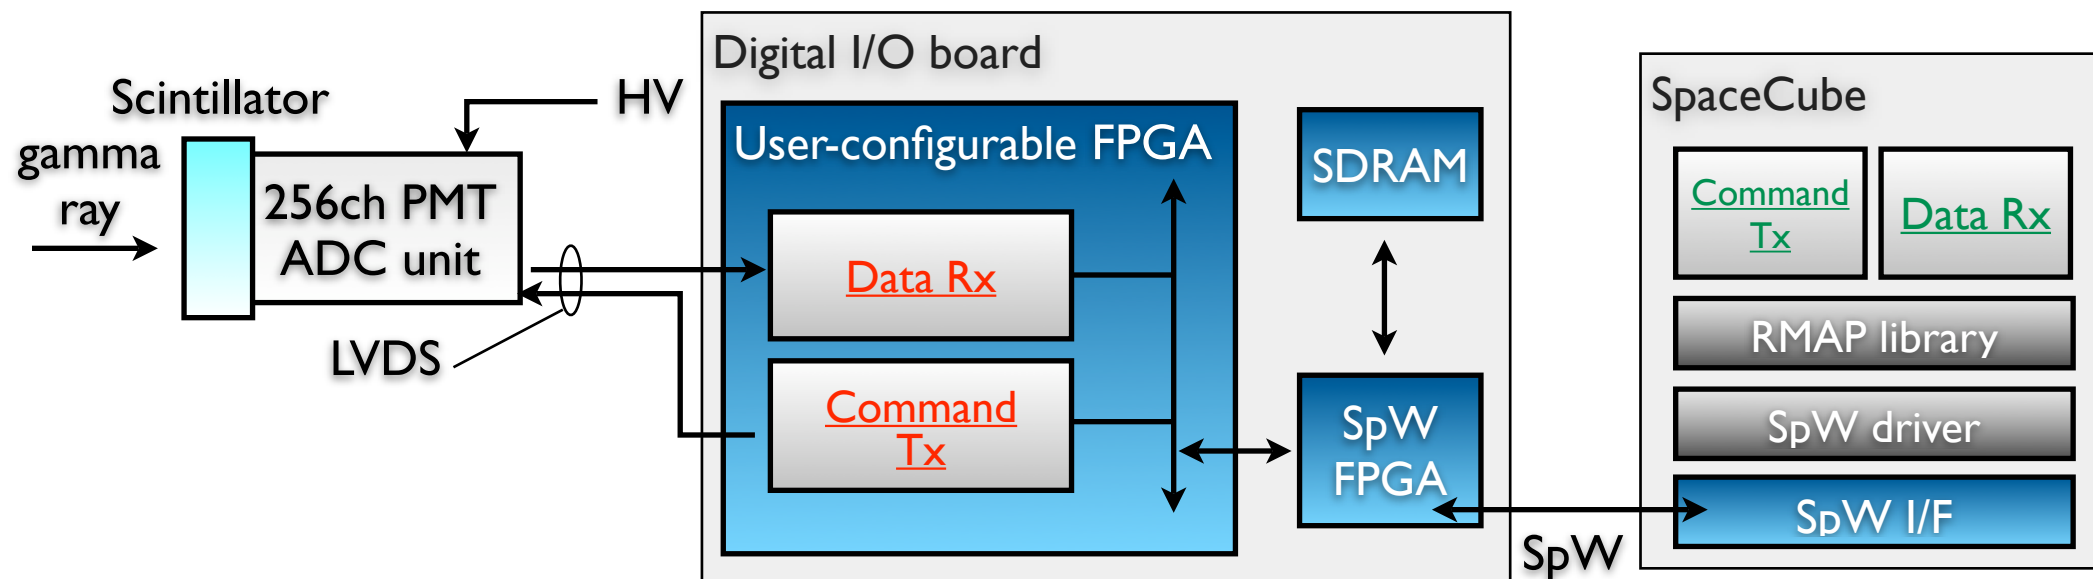 Scintillator
gamma
ray
256ch PMT
ADC unit
HV
LVDS
Digital I/O board
User-configurable FPGA
Data Rx
Command
Tx
SDRAM
SpW
FPGA
SpW
SpaceCube
Command
Tx
Data Rx
RMAP library
SpW driver
SpW I/F